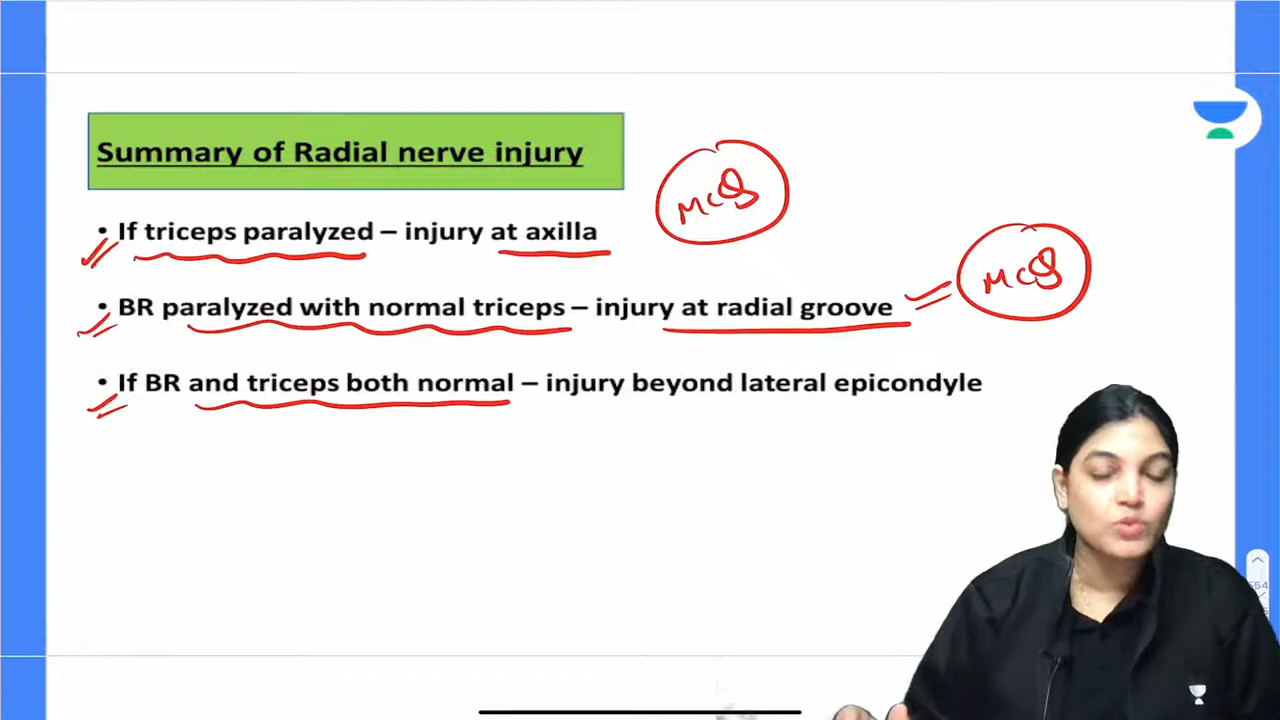 Summary of Radial nerve injury
MCQ
• If triceps paralyzed – injury at axilla
• BR paralyzed with normal triceps – injury at radial groove
MCQ
• If BR and triceps both normal – injury beyond lateral epicondyle